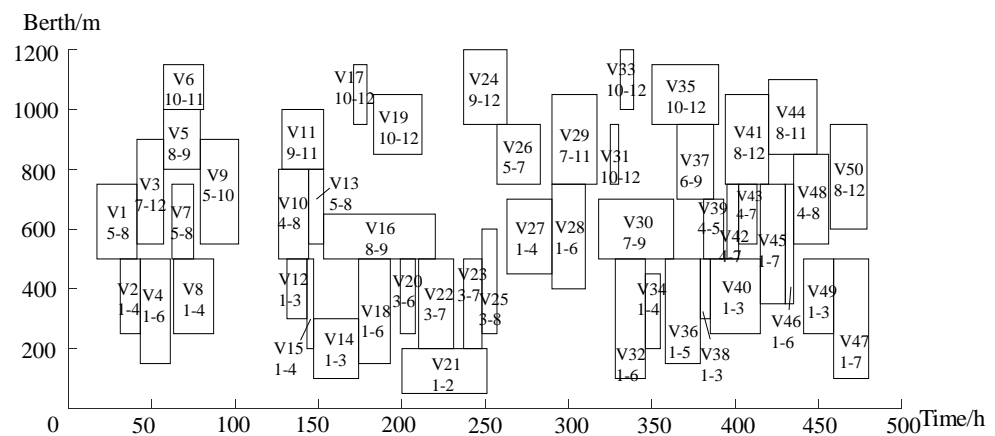 Berth/m
1200
1000
800
600
400
200
0
50
100
150
200
250
300
350
400
450
500
Time/h
V1
5-8
V2
1-4
V3
7-12
V4
1-6
V5
8-9
V6
10-11
V7
5-8
V8
1-4
V9
5-10
V10
4-8
V11
9-11
V12
1-3
V13
5-8
V14
1-3
V15
1-4
V16
8-9
V17
10-12
V18
1-6
V19
10-12
V20
3-6
V21
1-2
V22
3-7
V23
3-7
V24
9-12
V25
3-8
V26
5-7
V27
1-4
V28
1-6
V29
7-11
V30
7-9
V31
10-12
V32
1-6
V33
10-12
V34
1-4
V35
10-12
V36
1-5
V37
6-9
V38
1-3
V39
4-5
V40
1-3
V41
8-12
V42
4-7
V43
4-7
V44
8-11
V45
1-7
V46
1-6
V47
1-7
V48
4-8
V49
1-3
V50
8-12